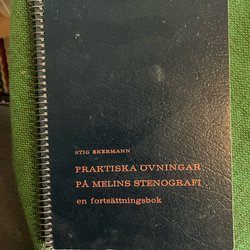 STIG EKERMANN
PRAKTISKA ÖVNINGAR
PÅ MELINS STENOGRAFI
en fortsättningsbok